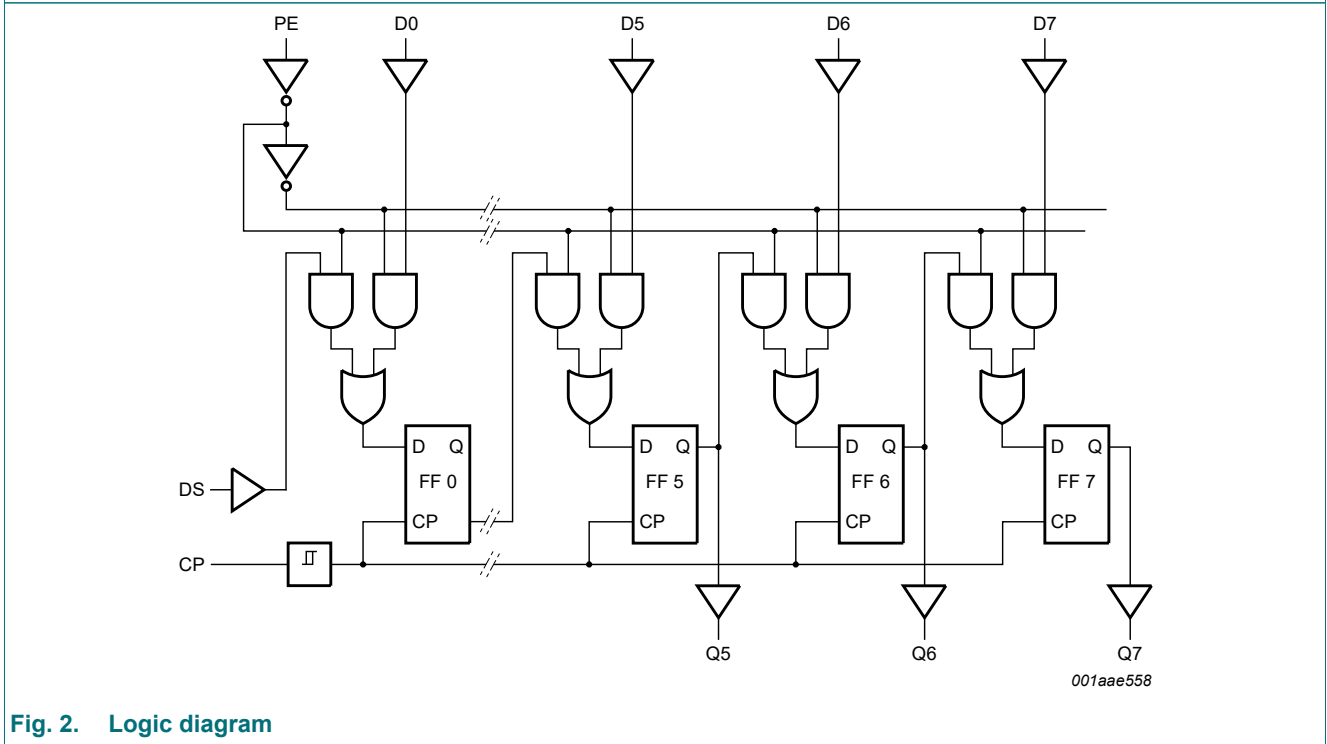 PE D0 D5 D6 D7
D Q D Q D Q D Q
FF 0 FF 5 FF 6 FF 7
DS
CP CP CP CP
CP
Q5 Q6 Q7
001aae558
Fig. 2. Logic diagram